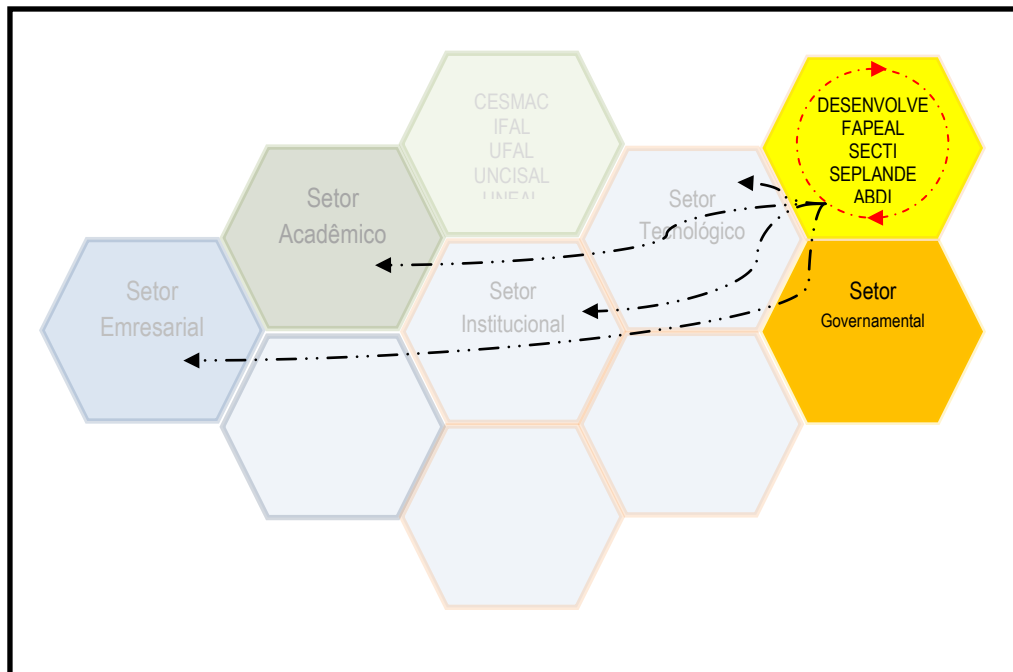 CESMAC
IFAL
UFAL
UNCISAL
UNEAL
DESENVOLVE
FAPEAL
SECTI
SEPLANDE
ABDI
Setor
Acadêmico
Setor
Tecnológico
Setor
Emresarial
Setor
Institucional
Setor
Governamental